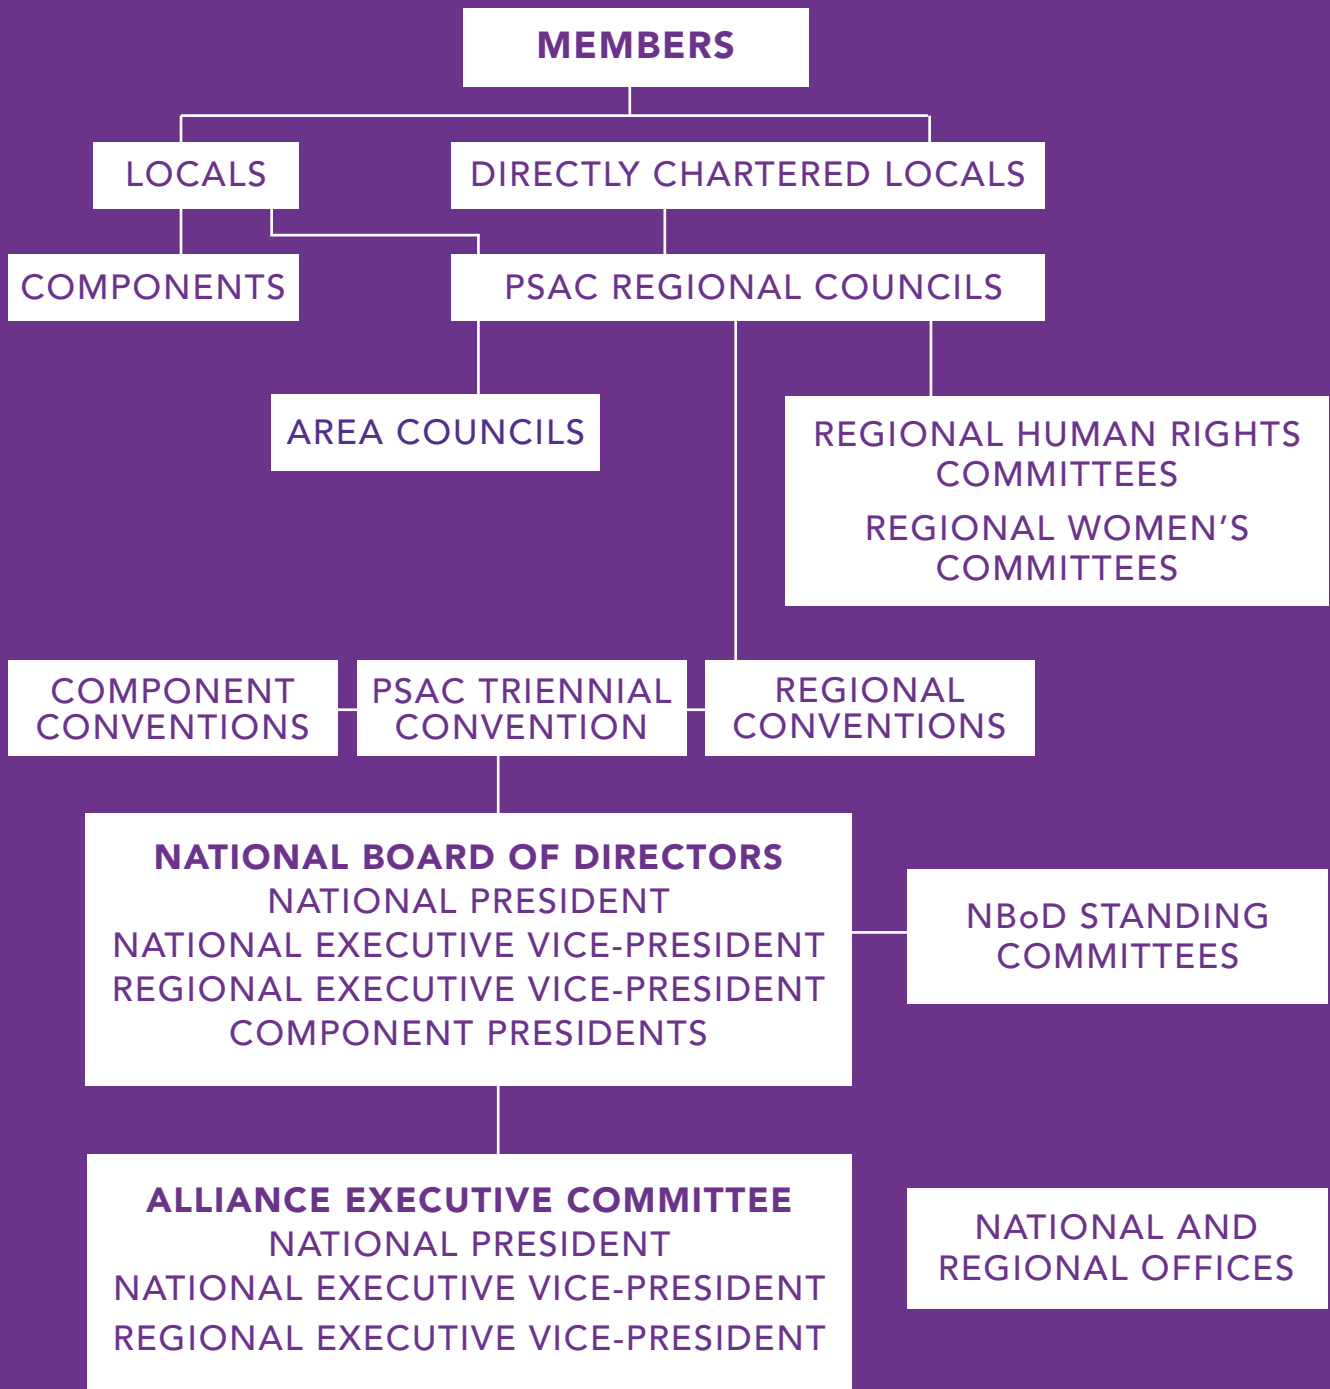 MEMBERS
LOCALS
DIRECTLY CHARTERED LOCALS
COMPONENTS
PSAC REGIONAL COUNCILS
AREA COUNCILS
REGIONAL HUMAN RIGHTS
COMMITTEES
REGIONAL WOMEN’S
COMMITTEES
COMPONENT
CONVENTIONS
PSAC TRIENNIAL
CONVENTION
REGIONAL
CONVENTIONS
NATIONAL BOARD OF DIRECTORS
NATIONAL PRESIDENT
NATIONAL EXECUTIVE VICE-PRESIDENT
REGIONAL EXECUTIVE VICE-PRESIDENT
COMPONENT PRESIDENTS
NBoD STANDING
COMMITTEES
ALLIANCE EXECUTIVE COMMITTEE
NATIONAL PRESIDENT
NATIONAL EXECUTIVE VICE-PRESIDENT
REGIONAL EXECUTIVE VICE-PRESIDENT
NATIONAL AND
REGIONAL OFFICES